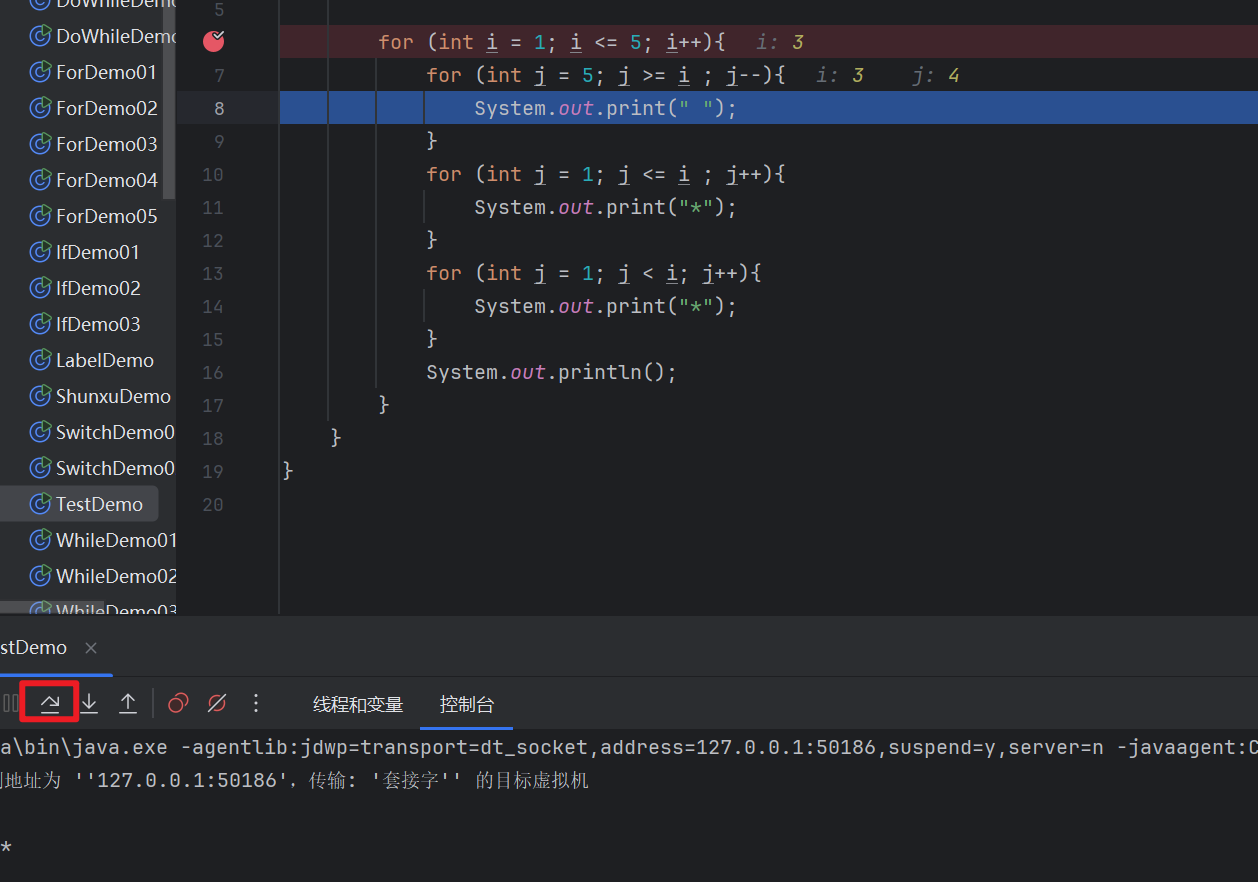 DoWhileDemo
DoWhileDemo
ForDemo01
ForDemo02
ForDemo03
ForDemo04
ForDemo05
IfDemo01
IfDemo02
IfDemo03
LabelDemo
ShunxuDemo
SwitchDemo0
SwitchDemo0
TestDemo
WhileDemo01
WhileDemo02
WhileDemo03
5
for (int i = 1; i <= 5; i++){ i: 3
7 for (int j = 5; j >= i ; j--){ i: 3 j: 4
8 System.out.print(" ");
9 }
10 for (int j = 1; j <= i ; j++){
11 System.out.print("*");
12 }
13 for (int j = 1; j < i; j++){
14 System.out.print("*");
15 }
16 System.out.println();
17 }
18 }
19 }
20
stDemo
线程和变量 控制台
a\bin\java.exe -agentlib:jdwp=transport=dt_socket,address=127.0.0.1:50186,suspend=y,server=n -javaagent:C
地址为 ''127.0.0.1:50186'，传输: '套接字'' 的目标虚拟机
*